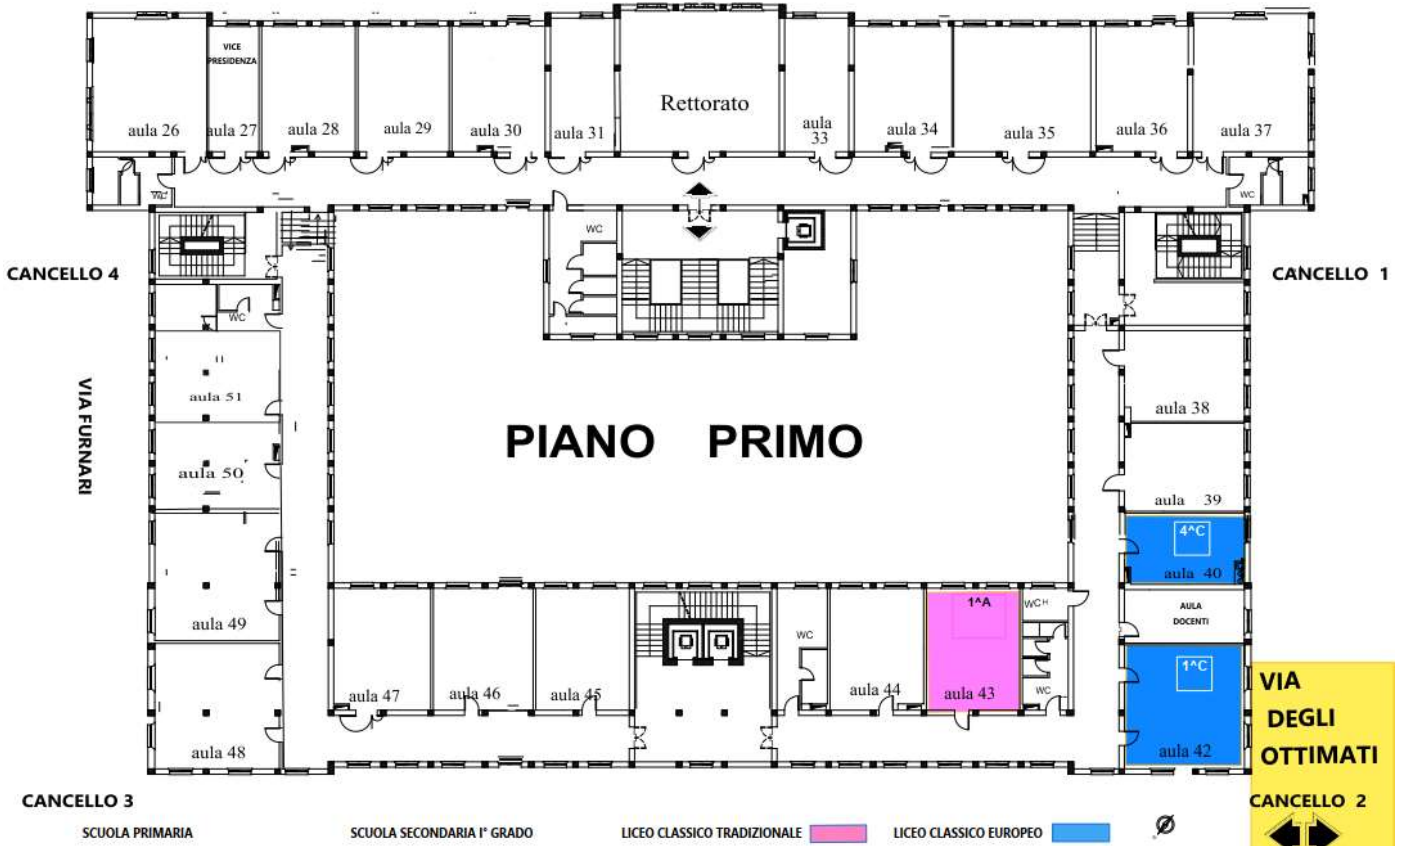 VICE
PRESIDENZA
aula 26
aula 27
aula 28
aula 29
aula 30
aula 31
Rettorato
aula
33
aula 34
aula 35
aula 36
aula 37
WC
WC
WC
CANCELLO 4
CANCELLO 1
WC
VIA FURNARI
aula 51
aula 38
PIANO PRIMO
aula 50
aula 39
4^C
aula 40
1^A
WC H
AULA
DOCENTI
aula 49
WC
1^C
VIA
DEGLI
OTTIMATI
aula 47
aula 46
aula 45
aula 44
aula 43
WC
aula 48
aula 42
CANCELLO 3
CANCELLO 2
SCUOLA PRIMARIA
SCUOLA SECONDARIA I° GRADO
LICEO CLASSICO TRADIZIONALE
LICEO CLASSICO EUROPEO